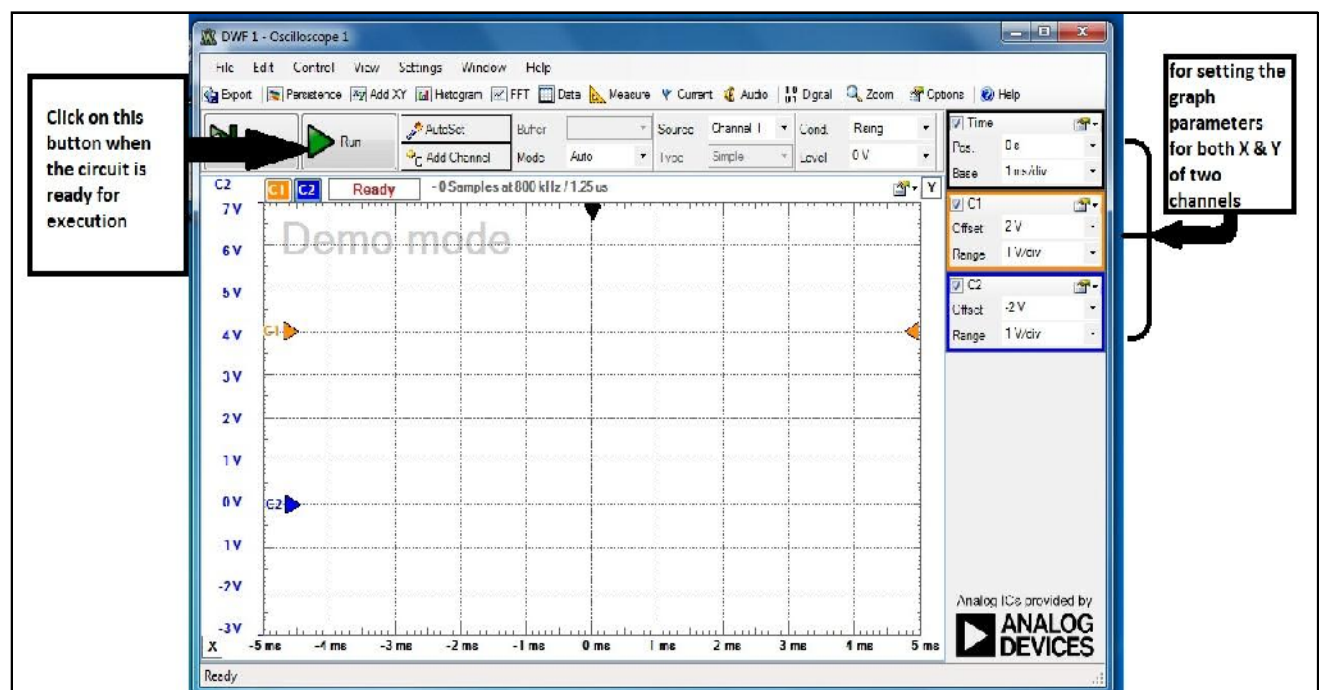 DWF 1 - Oscilloscope 1
File Edit Control View Settings Window Help
Export Persistence Add XY Histogram FFT Data Measure Current Audio Digital Zoom Options Help
Click on this
button when
the circuit is
ready for
execution
for setting the
graph
parameters
for both X & Y
of two
channels
Run
AutoSet Buffer Source Channel 1 Cond. Rising
Add Channel Mode Auto Type Simple Level 0 V
C2 C1 C2 Ready - 0 Samples at 800 kHz / 1.25 us Y
Time
Pos. 0 s
Base 1 ms/div
C1
Offset 2 V
Range 1 V/div
C2
Offset -2 V
Range 1 V/div
Demo mode
7 V
6 V
5 V
4 V
C1
3 V
2 V
1 V
0 V
C2
1 V
-2 V
-3 V
X -5 ms -4 ms -3 ms -2 ms -1 ms 0 ms 1 ms 2 ms 3 ms 4 ms 5 ms
Analog ICs provided by
ANALOG
DEVICES
Ready